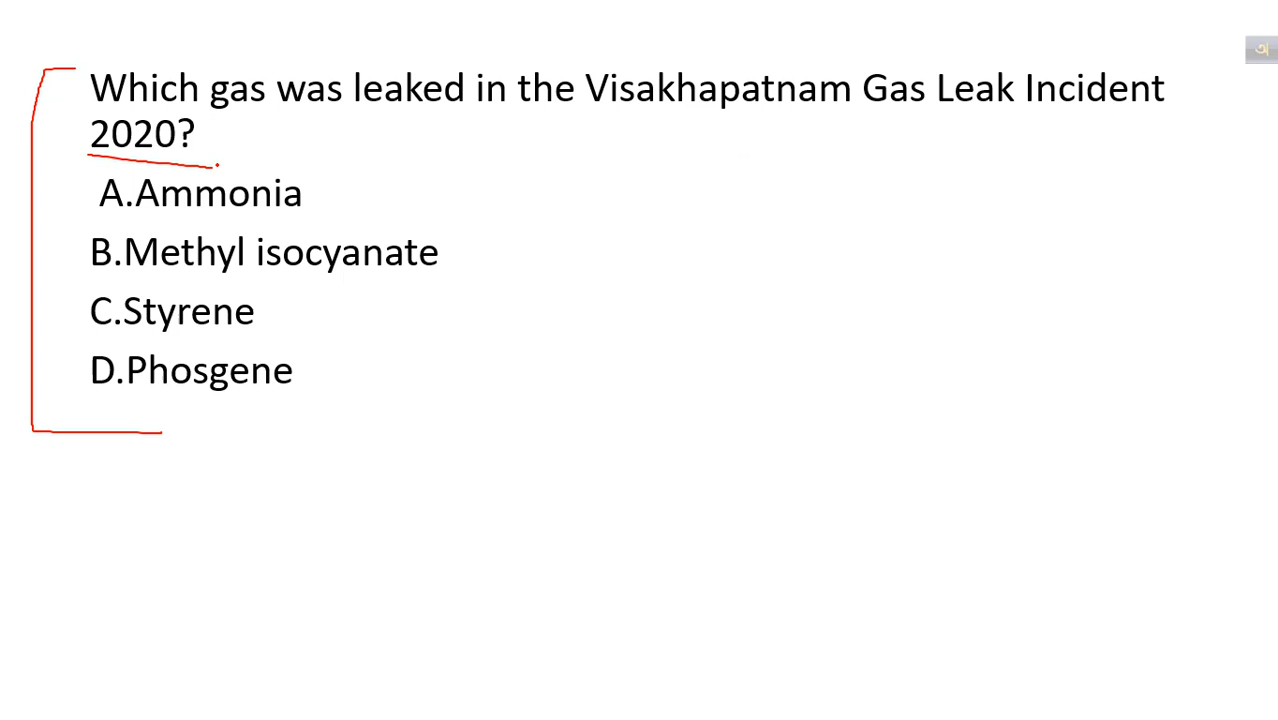 Which gas was leaked in the Visakhapatnam Gas Leak Incident
2020?
A.Ammonia
B.Methyl isocyanate
C.Styrene
D.Phosgene